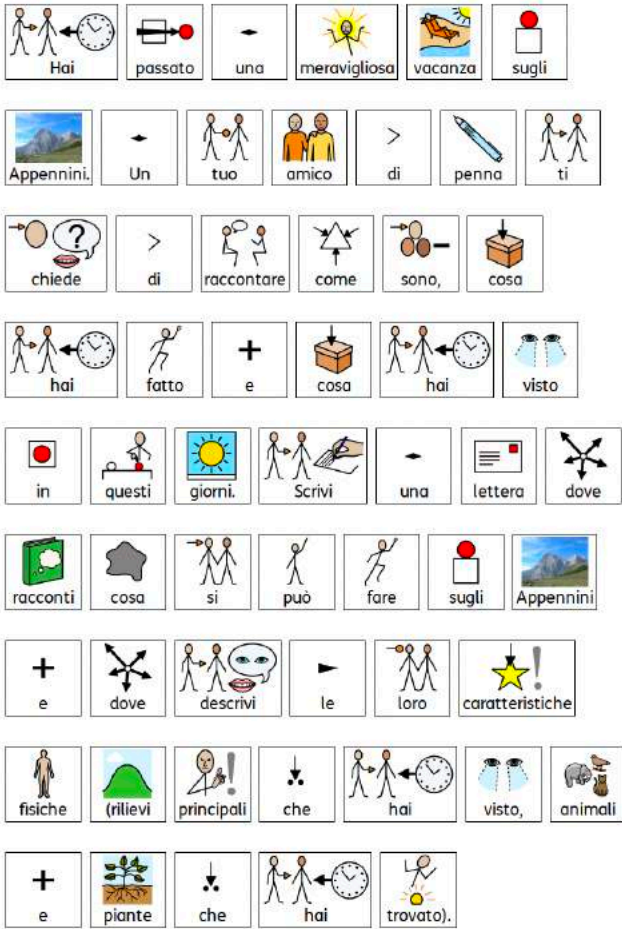 Hai passato una meravigliosa vacanza sugli
Appennini. Un tuo amico di penna ti
chiede di raccontare come sono, cosa
hai fatto e cosa hai visto
in questi giorni. Scrivi una lettera dove
racconti cosa si può fare sugli Appennini
e dove descrivi le loro caratteristiche
fisiche (rilievi principali che hai visto, animali
e piante che hai trovato).